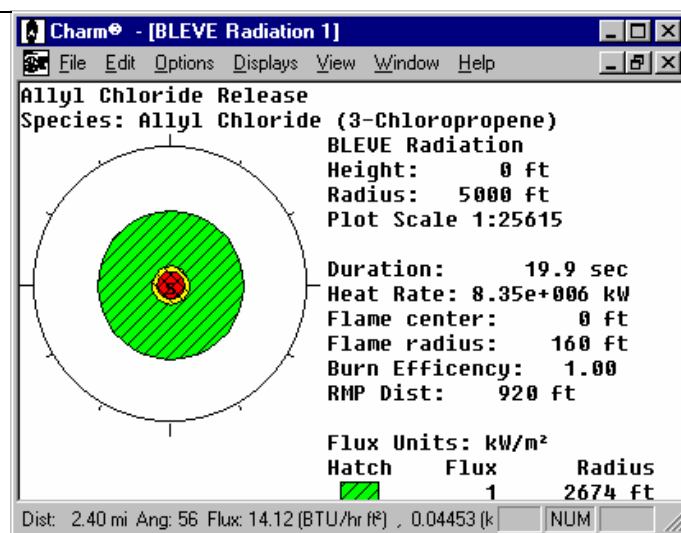 Charm® - [BLEVE Radiation 1]
File Edit Options Displays View Window Help
Allyl Chloride Release
Species: Allyl Chloride (3-Chloropropene)
BLEVE Radiation
Height: 0 ft
Radius: 5000 ft
Plot Scale 1:25615
Duration: 19.9 sec
Heat Rate: 8.35e+006 kW
Flame center: 0 ft
Flame radius: 160 ft
Burn Efficency: 1.00
RMP Dist: 920 ft
Flux Units: kW/m²
Hatch Flux Radius
1 2674 ft
Dist: 2.40 mi Ang: 56 Flux: 14.12 (BTU/hr ft²) , 0.04453 (k NUM